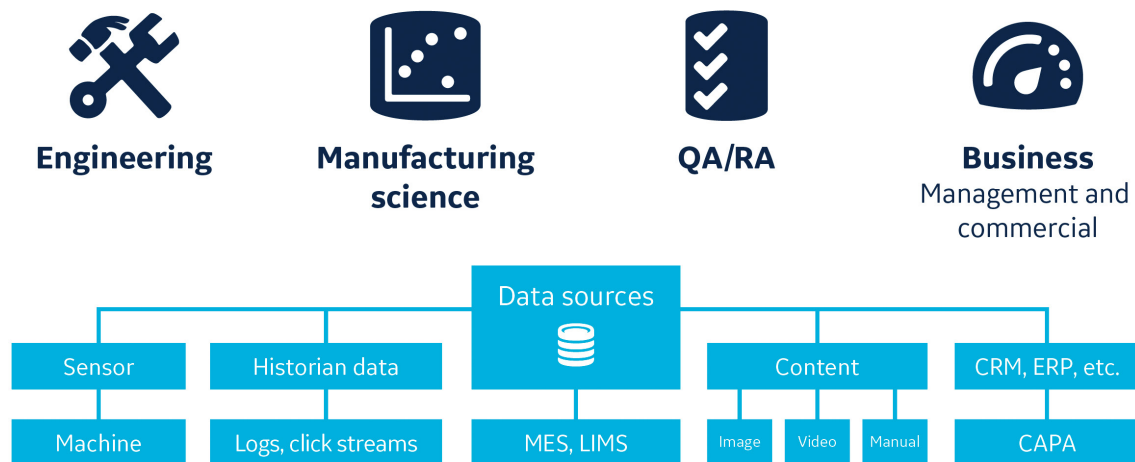 Engineering
Manufacturing
science
QA/RA
Business
Management and
commercial
Data sources
Sensor
Historian data
Content
CRM, ERP, etc.
Machine
Logs, click streams
MES, LIMS
Image
Video
Manual
CAPA